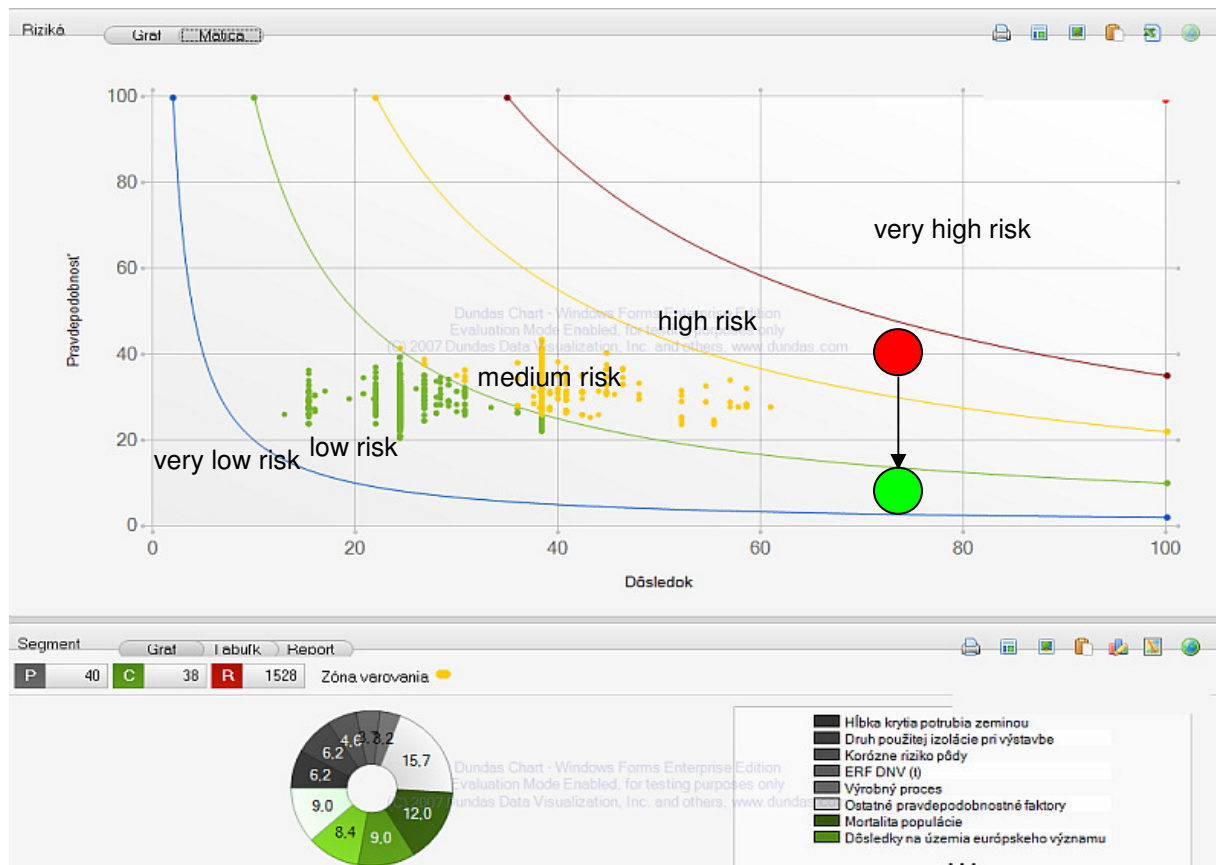 Riziká Graf Matica
100
80
60
40
20
0
Pravdepodobnosť
very high risk
high risk
medium risk
low risk
very low risk
Dundas Chart - Windows Forms Enterprise Edition
Evaluation Mode Enabled, for testing purposes only
(C) 2007 Dundas Data Visualization, Inc. and others, www.dundas.com
0 20 40 60 80 100
Dôsledok
Segment Graf Tabuľk Report
P 40 C 38 R 1528 Zóna varovania
15,7
12,0
9,0
8,4
9,0
6,2
6,2
4,6
3,7
3,2
Dundas Chart - Windows Forms Enterprise Edition
Evaluation Mode Enabled, for testing purposes only
(C) 2007 Dundas Data Visualization, Inc. and others, www.dundas.com
Hĺbka krytia potrubia zeminou
Druh použitej izolácie pri výstavbe
Korózne riziko pôdy
ERF DNV (t)
Výrobný proces
Ostatné pravdepodobnostné faktory
Mortalita populácie
Dôsledky na územia európskeho významu
...